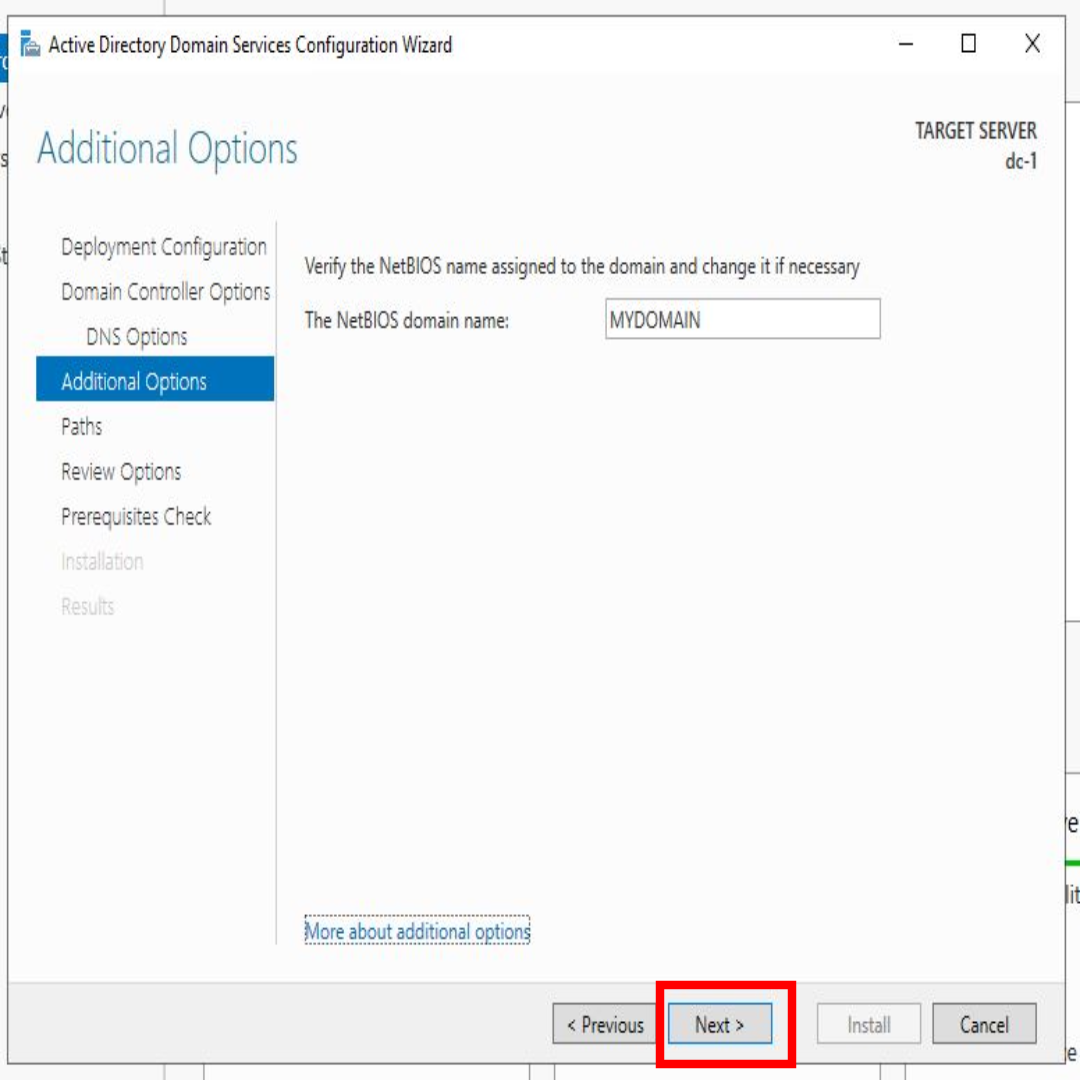 Active Directory Domain Services Configuration Wizard
Additional Options
TARGET SERVER
dc-1
Deployment Configuration
Domain Controller Options
DNS Options
Additional Options
Paths
Review Options
Prerequisites Check
Installation
Results
Verify the NetBIOS name assigned to the domain and change it if necessary
The NetBIOS domain name: MYDOMAIN
More about additional options
< Previous Next > Install Cancel